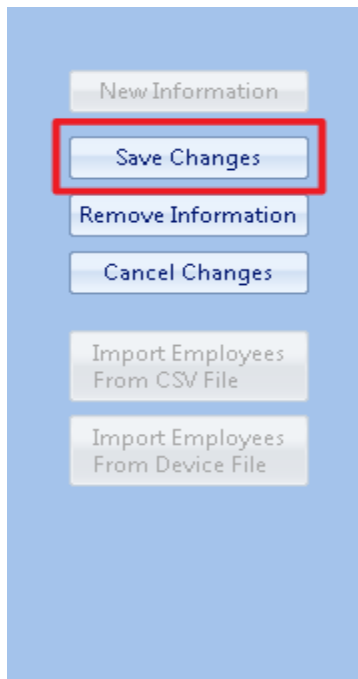 New Information
Save Changes
Remove Information
Cancel Changes
Import Employees
From CSV File
Import Employees
From Device File